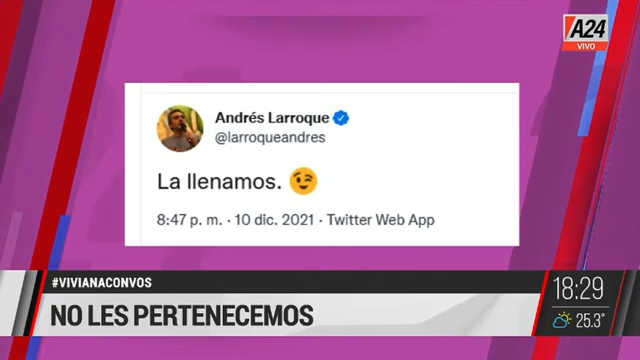 A24
VIVO
Andrés Larroque
@larroqueandres
La llenamos. 😉
8:47 p. m. · 10 dic. 2021 · Twitter Web App
#VIVIANACONVOS
NO LES PERTENECEMOS
18:29
25.3°